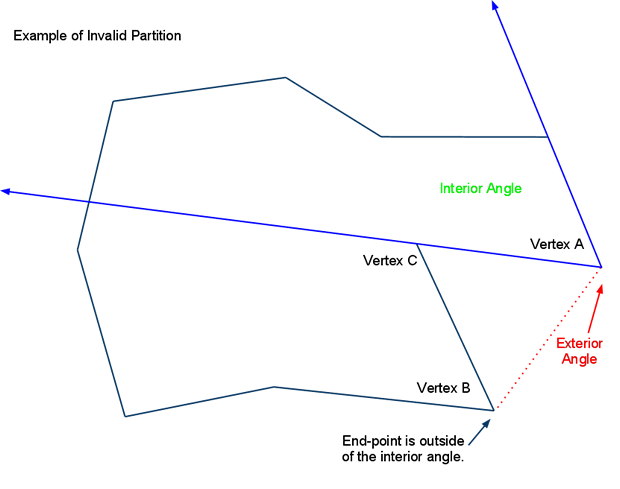 Example of Invalid Partition
Interior Angle
Vertex A
Vertex C
Exterior
Angle
Vertex B
End-point is outside
of the interior angle.